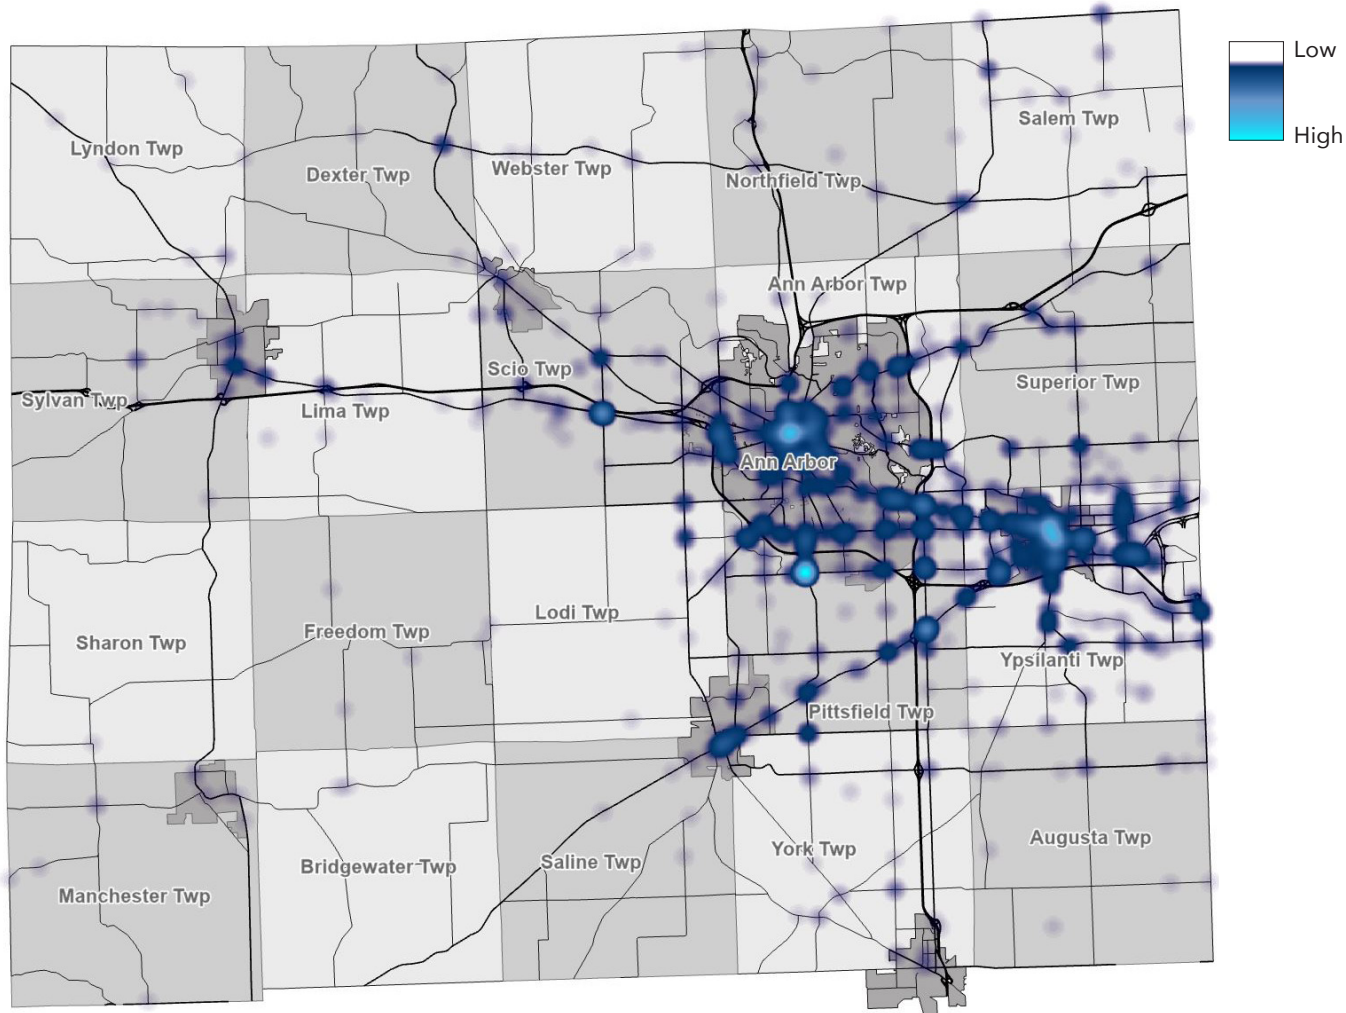 Low
High
Salem Twp
Lyndon Twp
Dexter Twp
Webster Twp
Northfield Twp
Ann Arbor Twp
Scio Twp
Superior Twp
Sylvan Twp
Lima Twp
Ann Arbor
Lodi Twp
Freedom Twp
Sharon Twp
Ypsilanti Twp
Pittsfield Twp
Augusta Twp
York Twp
Saline Twp
Bridgewater Twp
Manchester Twp